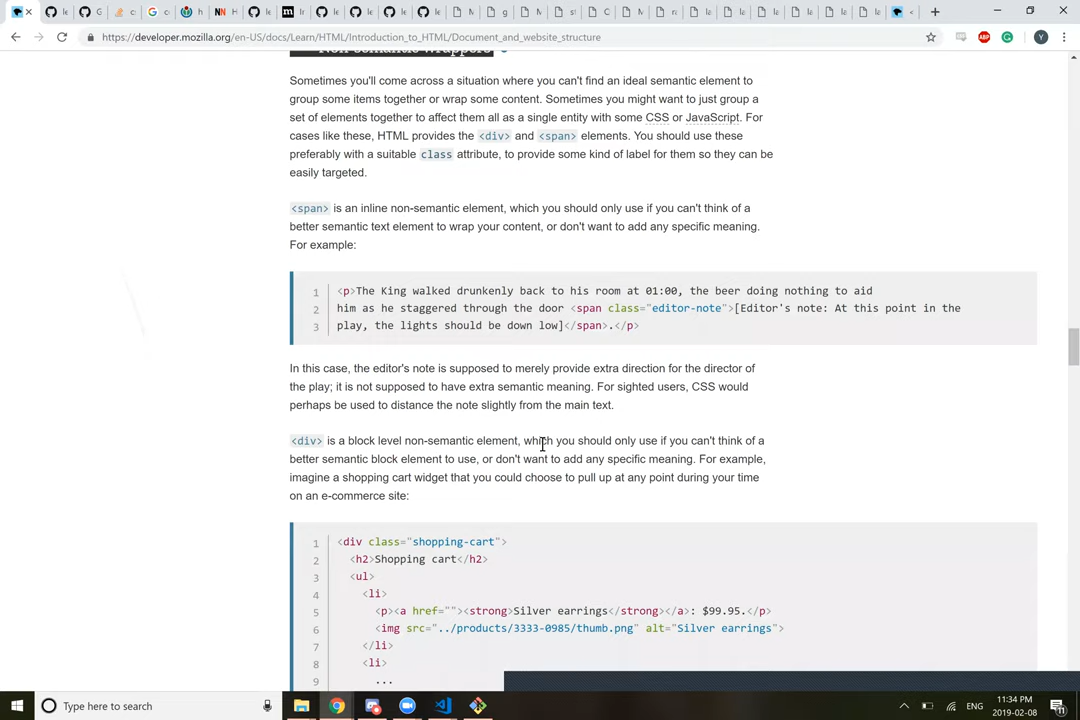 https://developer.mozilla.org/en-US/docs/Learn/HTML/Introduction_to_HTML/Document_and_website_structure
Non-semantic wrappers
Sometimes you'll come across a situation where you can't find an ideal semantic element to
group some items together or wrap some content. Sometimes you might want to just group a
set of elements together to affect them all as a single entity with some CSS or JavaScript. For
cases like these, HTML provides the <div> and <span> elements. You should use these
preferably with a suitable class attribute, to provide some kind of label for them so they can be
easily targeted.
<span> is an inline non-semantic element, which you should only use if you can't think of a
better semantic text element to wrap your content, or don't want to add any specific meaning.
For example:
1 <p>The King walked drunkenly back to his room at 01:00, the beer doing nothing to aid
2 him as he staggered through the door <span class="editor-note">[Editor's note: At this point in the
3 play, the lights should be down low]</span>.</p>
In this case, the editor's note is supposed to merely provide extra direction for the director of
the play; it is not supposed to have extra semantic meaning. For sighted users, CSS would
perhaps be used to distance the note slightly from the main text.
<div> is a block level non-semantic element, which you should only use if you can't think of a
better semantic block element to use, or don't want to add any specific meaning. For example,
imagine a shopping cart widget that you could choose to pull up at any point during your time
on an e-commerce site:
1 <div class="shopping-cart">
2 <h2>Shopping cart</h2>
3 <ul>
4 <li>
5 <p><a href=""><strong>Silver earrings</strong></a>: $99.95.</p>
6 <img src="../products/3333-0985/thumb.png" alt="Silver earrings">
7 </li>
8 <li>
9 ...
Type here to search
ENG
11:34 PM
2019-02-08